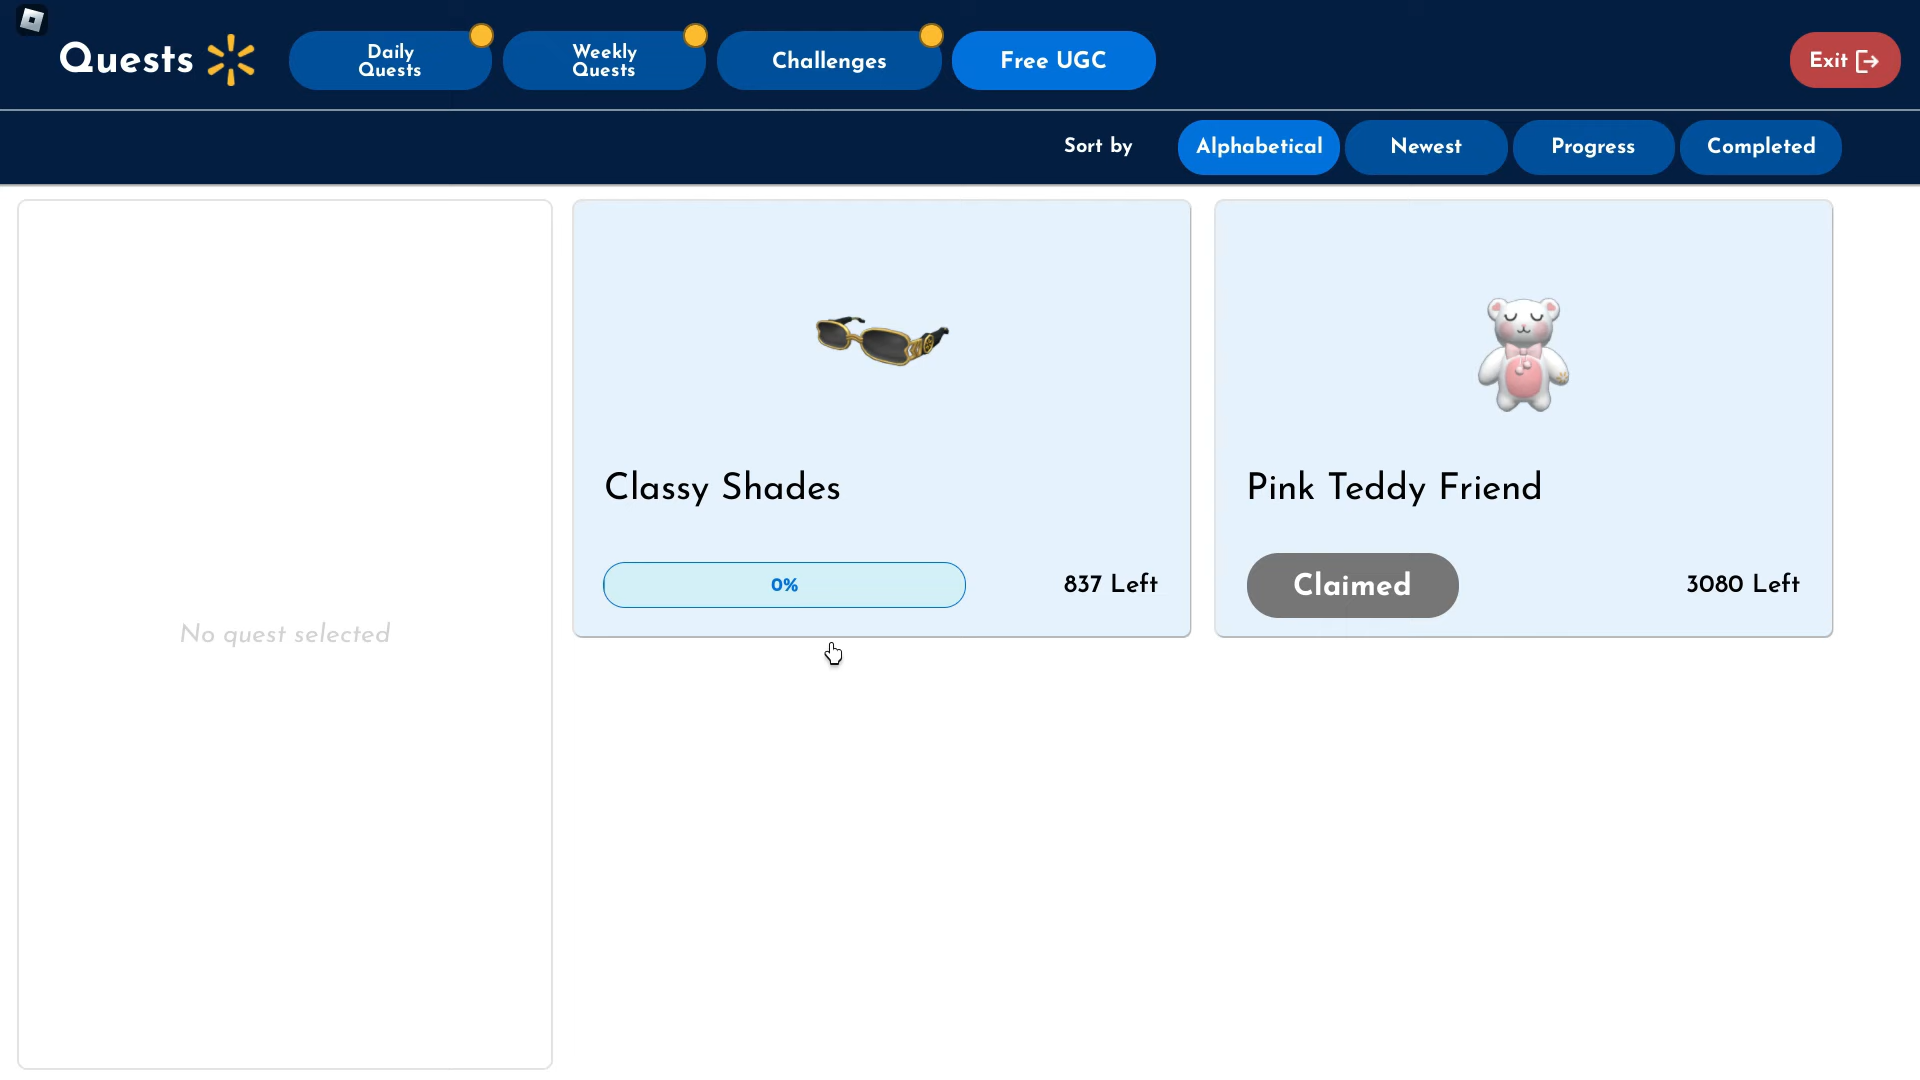 Quests
Daily
Quests
Weekly
Quests
Challenges
Free UGC
Exit
Sort by
Alphabetical
Newest
Progress
Completed
No quest selected
Classy Shades
0%
837 Left
Pink Teddy Friend
Claimed
3080 Left